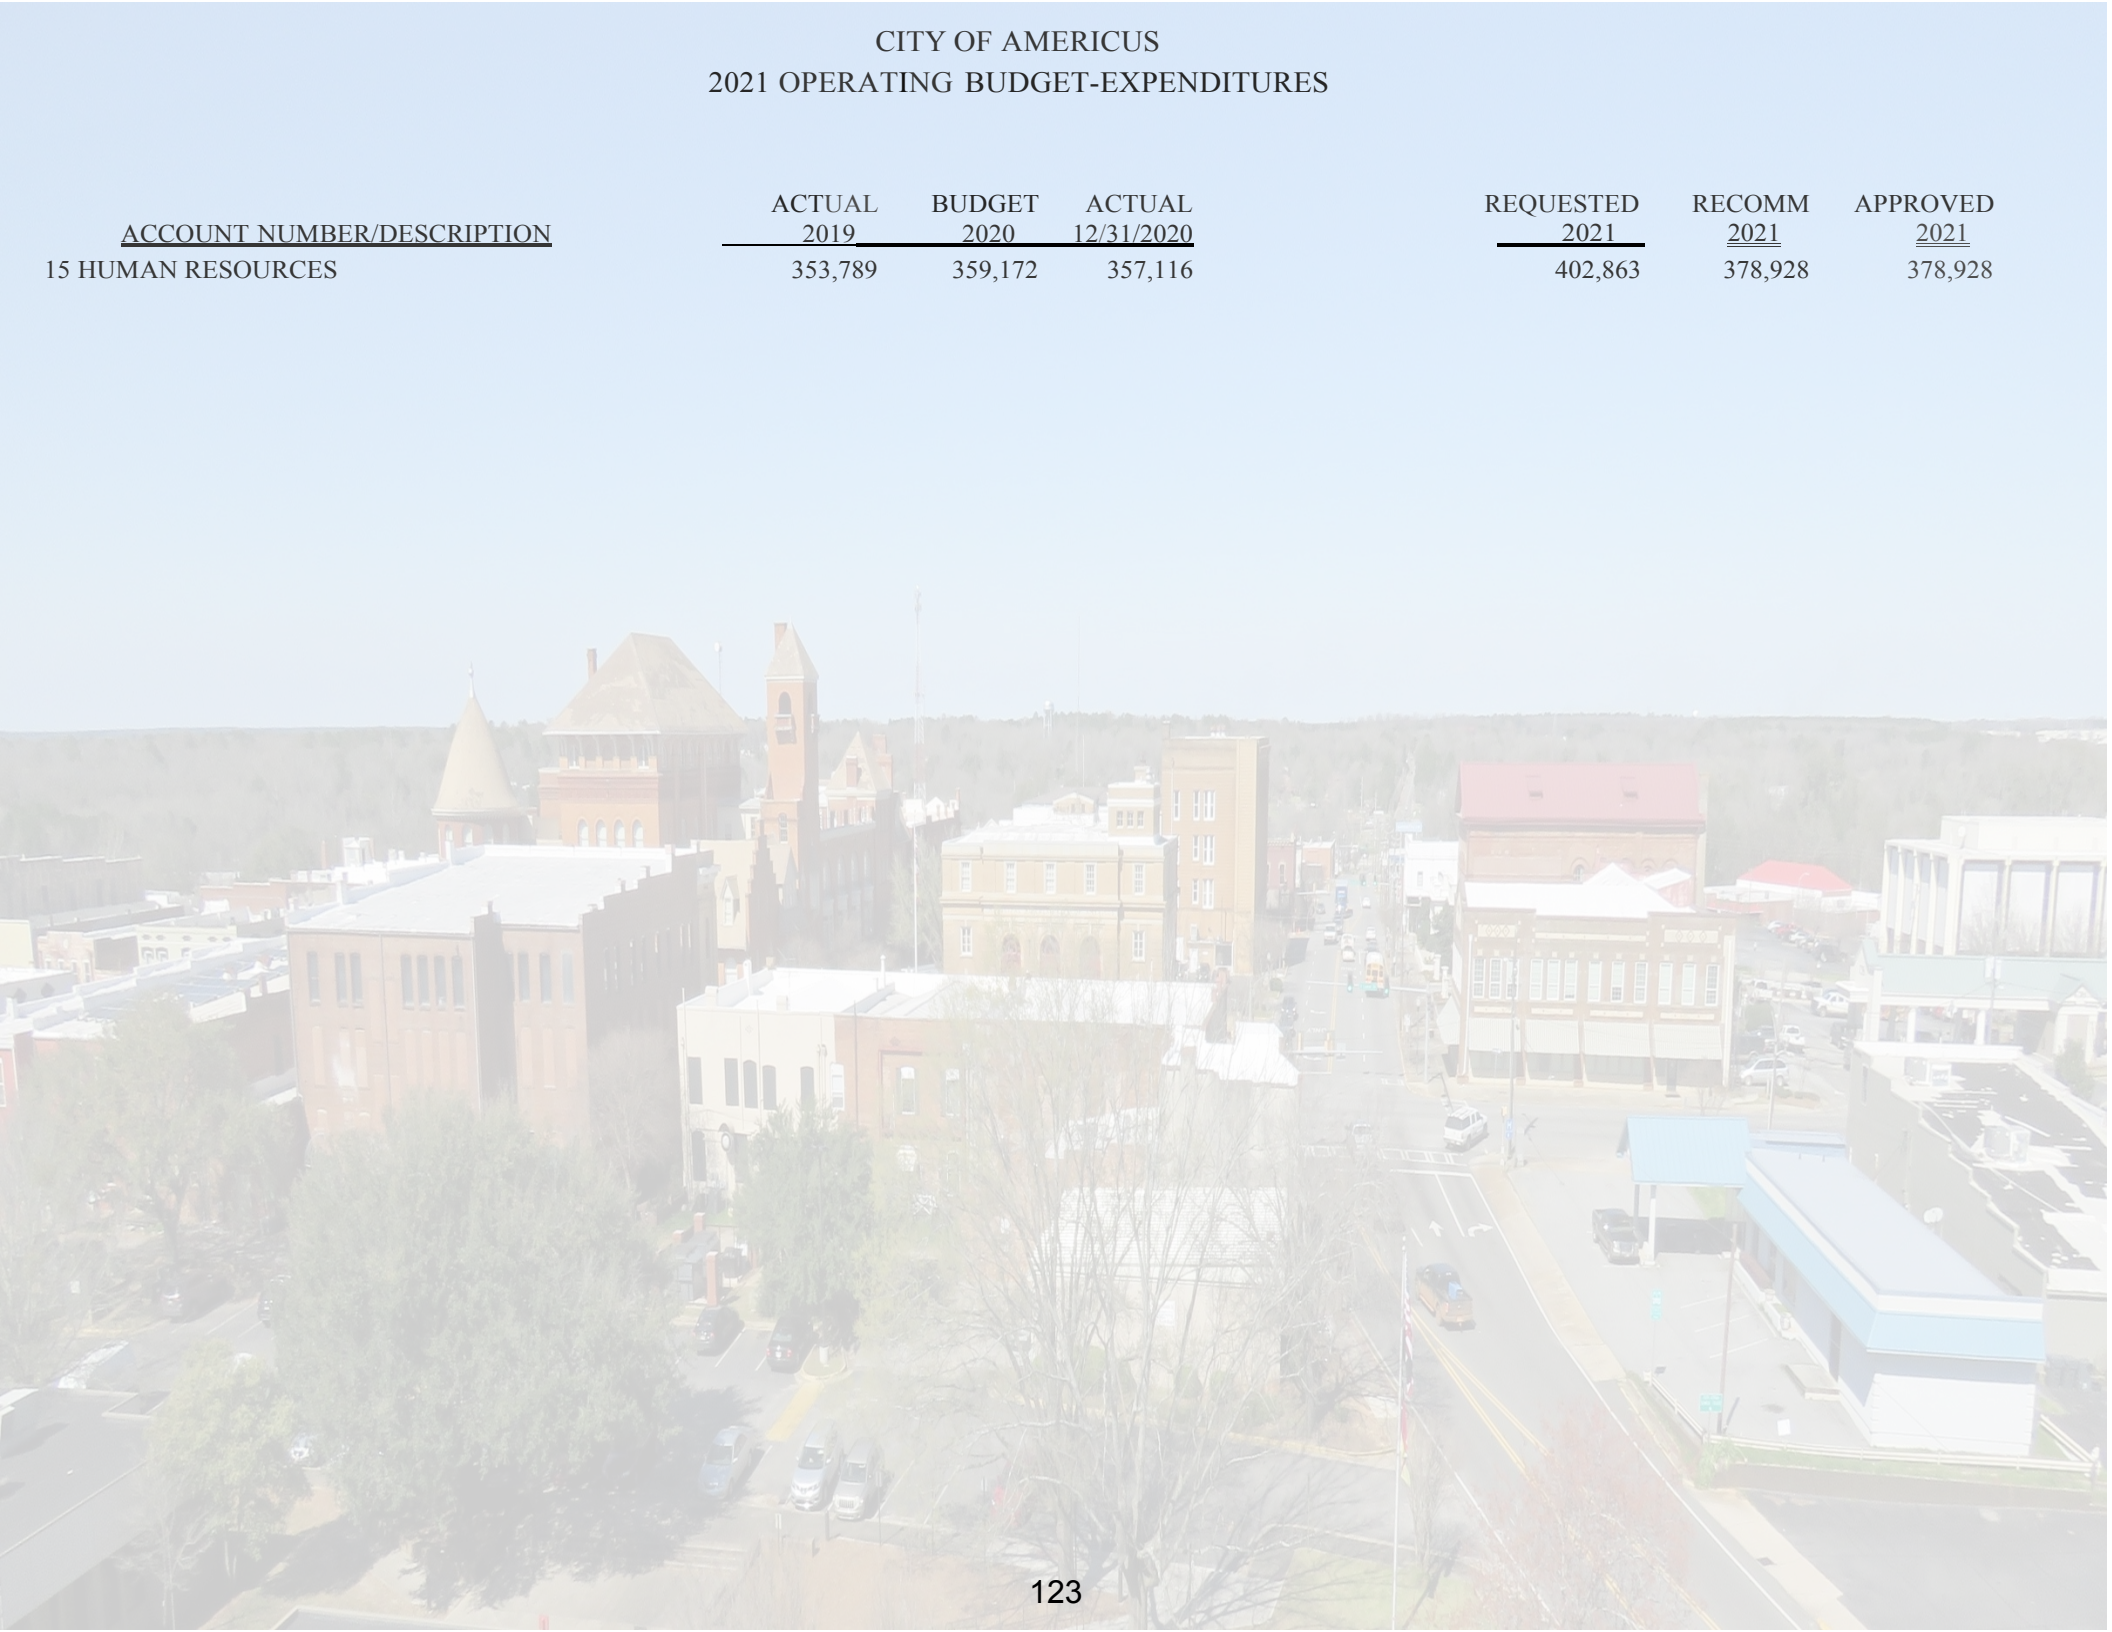 CITY OF AMERICUS
2021 OPERATING BUDGET-EXPENDITURES
ACTUAL BUDGET ACTUAL REQUESTED RECOMM APPROVED
ACCOUNT NUMBER/DESCRIPTION 2019 2020 12/31/2020 2021 2021 2021
15 HUMAN RESOURCES 353,789 359,172 357,116 402,863 378,928 378,928
123